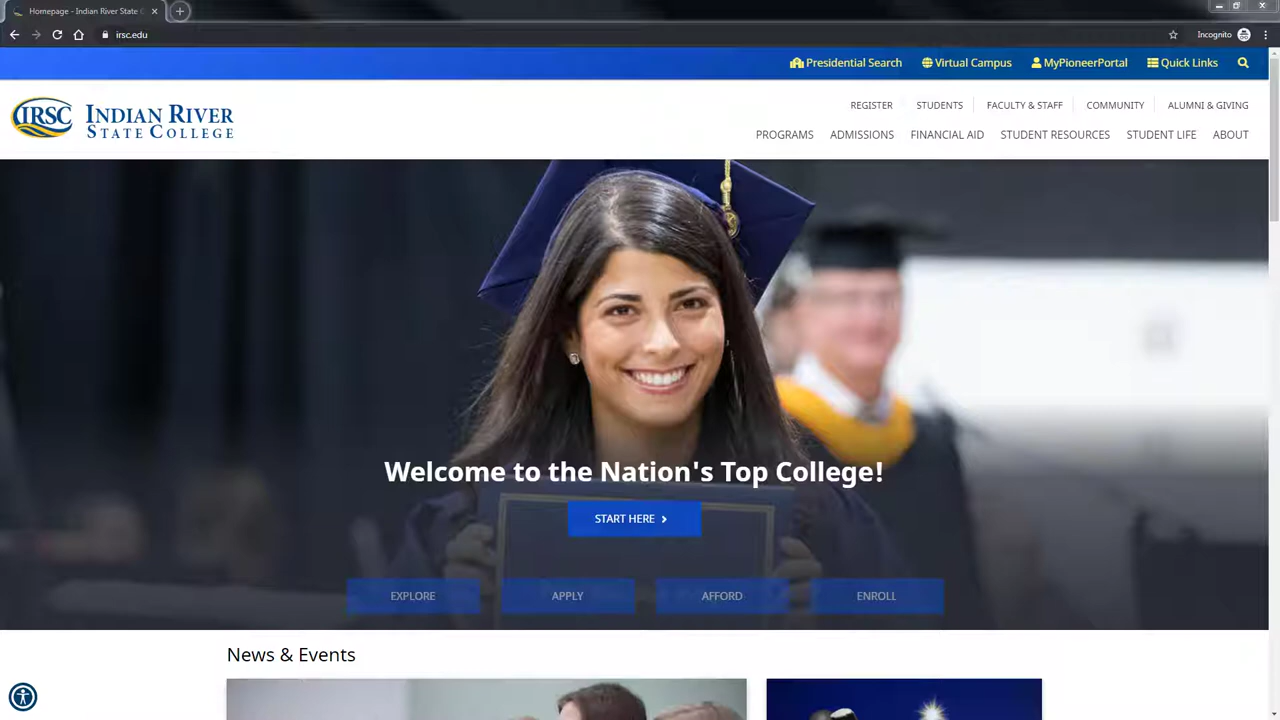 Homepage - Indian River State C
irsc.edu
Incognito
Presidential Search
Virtual Campus
MyPioneerPortal
Quick Links
IRSC
INDIAN RIVER
STATE COLLEGE
REGISTER
STUDENTS
FACULTY & STAFF
COMMUNITY
ALUMNI & GIVING
PROGRAMS
ADMISSIONS
FINANCIAL AID
STUDENT RESOURCES
STUDENT LIFE
ABOUT
Welcome to the Nation's Top College!
START HERE
EXPLORE
APPLY
AFFORD
ENROLL
News & Events